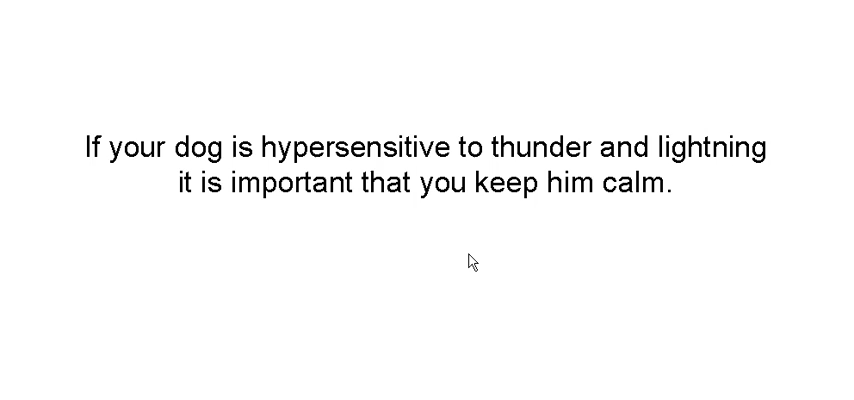 If your dog is hypersensitive to thunder and lightning
it is important that you keep him calm.